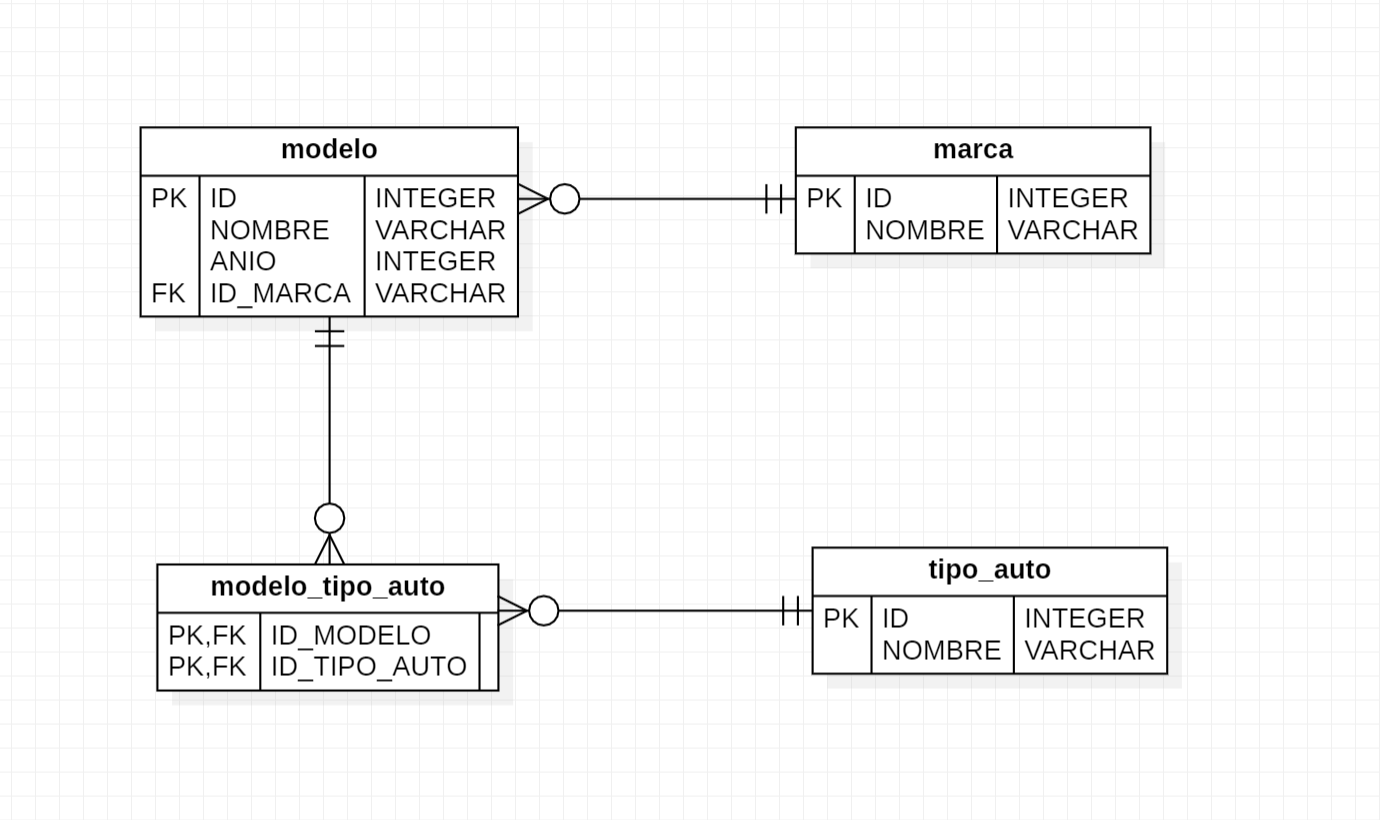 modelo
PK ID INTEGER
NOMBRE VARCHAR
ANIO INTEGER
FK ID_MARCA VARCHAR
marca
PK ID INTEGER
NOMBRE VARCHAR
modelo_tipo_auto
PK,FK ID_MODELO
PK,FK ID_TIPO_AUTO
tipo_auto
PK ID INTEGER
NOMBRE VARCHAR